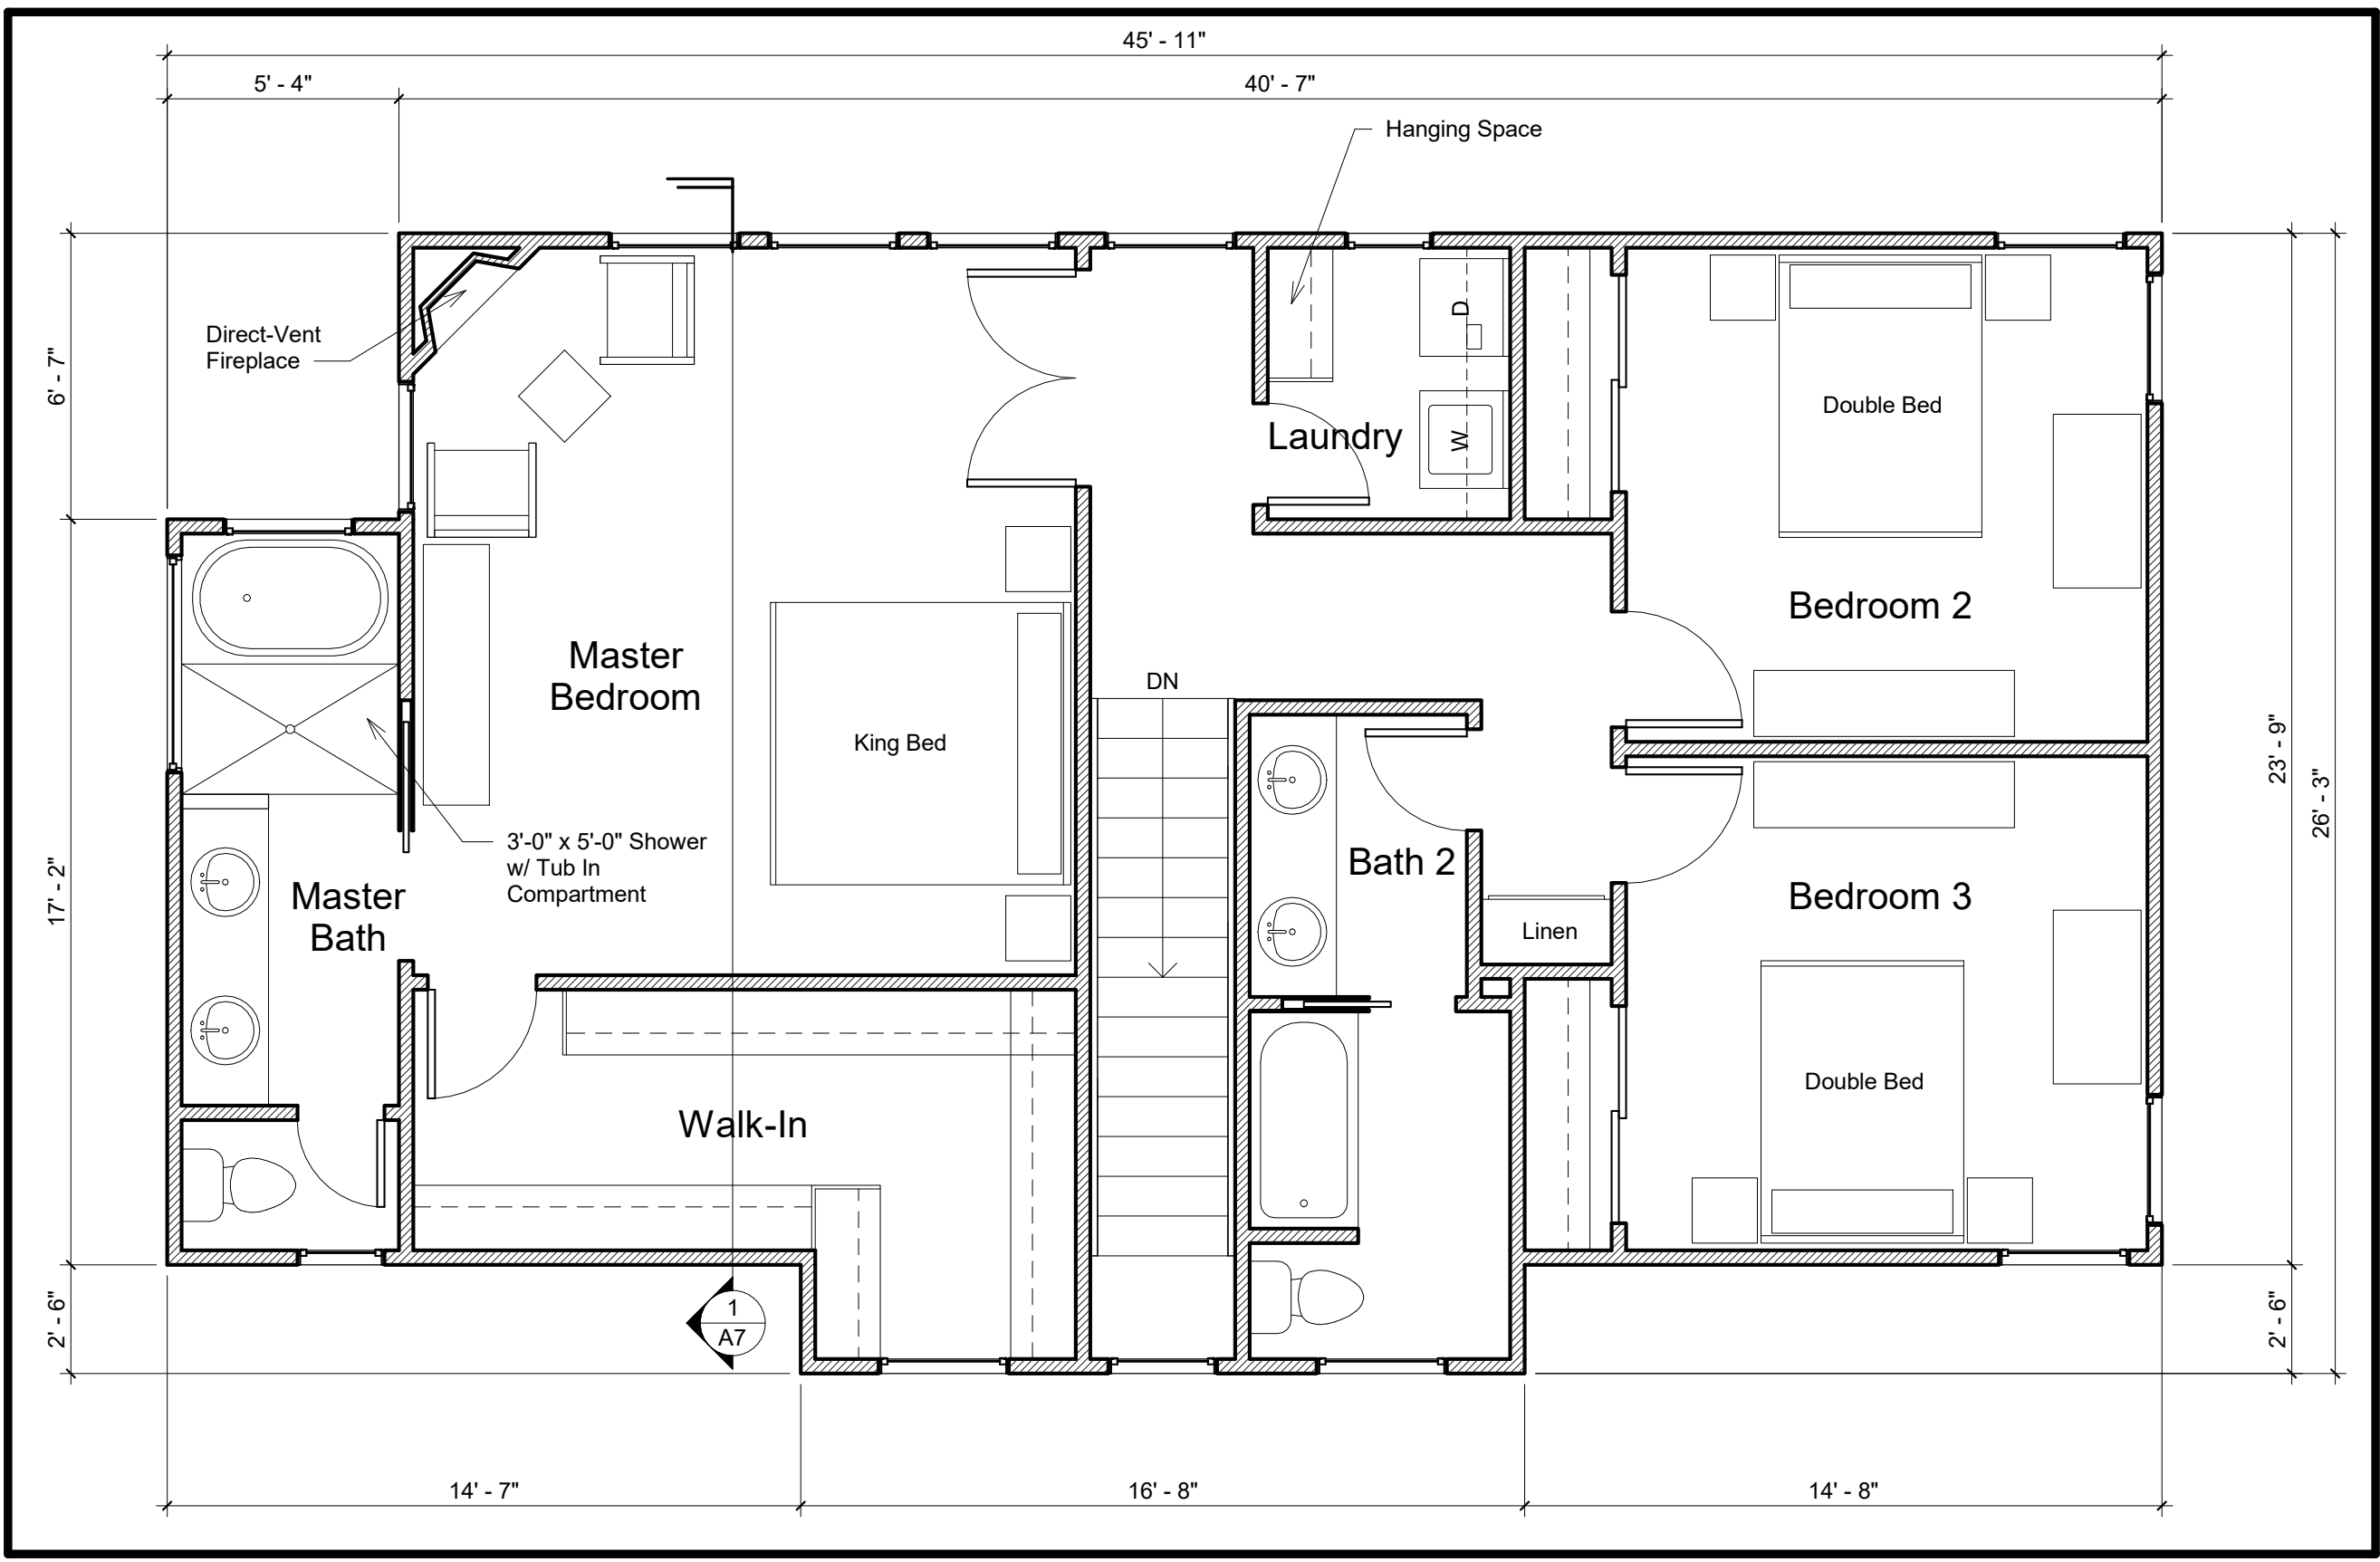 45' - 11"
5' - 4"
40' - 7"
Hanging Space
Direct-Vent
Fireplace
6' - 7"
D
W
Laundry
Double Bed
Bedroom 2
Master
Bedroom
King Bed
DN
23' - 9"
26' - 3"
3'-0" x 5'-0" Shower
w/ Tub In
Compartment
17' - 2"
Master
Bath
Bath 2
Linen
Bedroom 3
Double Bed
Walk-In
2' - 6"
1
A7
2' - 6"
14' - 7"
16' - 8"
14' - 8"